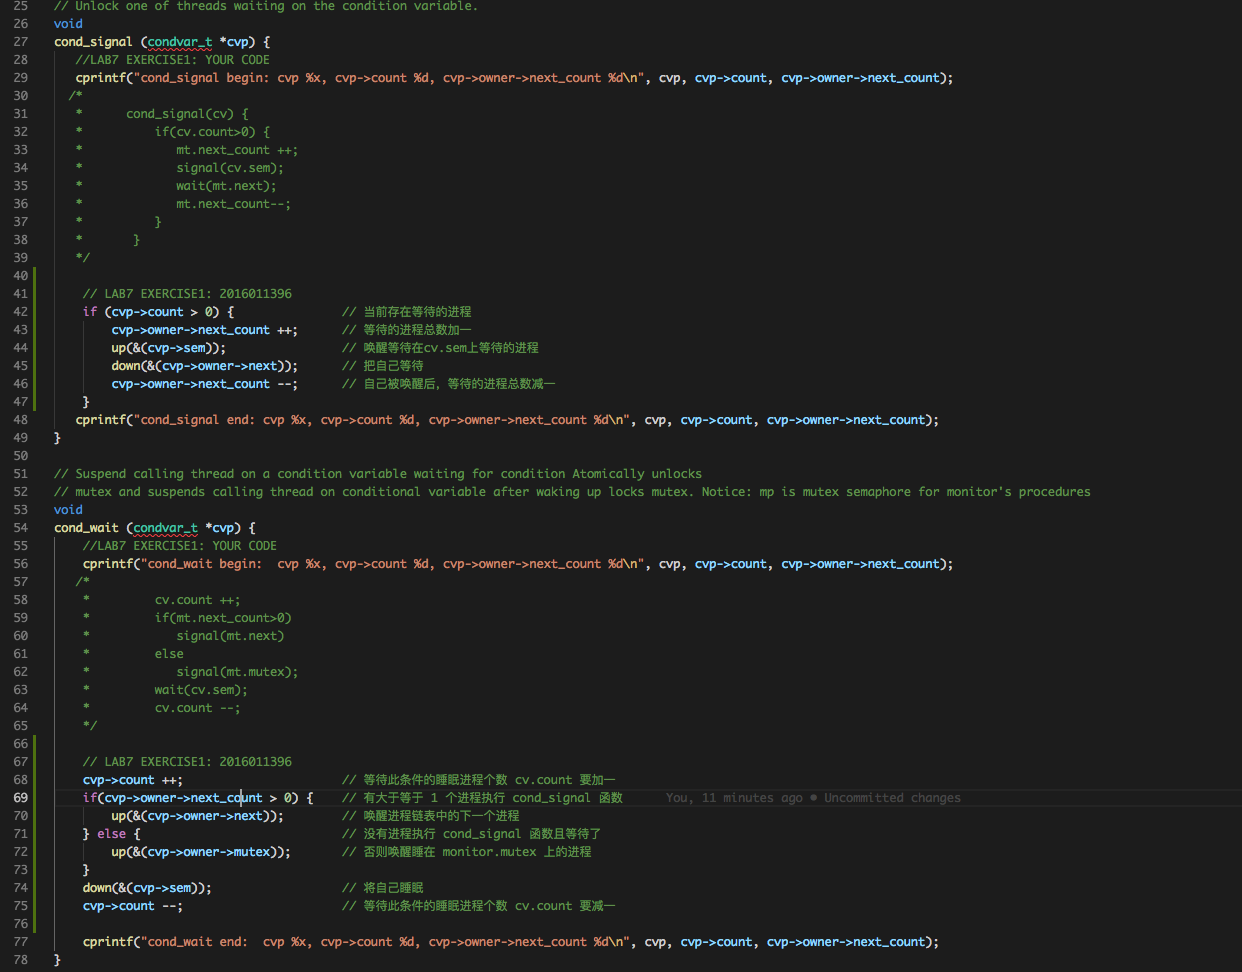 25 // Unlock one of threads waiting on the condition variable.
26 void
27 cond_signal (condvar_t *cvp) {
28 //LAB7 EXERCISE1: YOUR CODE
29 cprintf("cond_signal begin: cvp %x, cvp->count %d, cvp->owner->next_count %d\n", cvp, cvp->count, cvp->owner->next_count);
30 /*
31 * cond_signal(cv) {
32 * if(cv.count>0) {
33 * mt.next_count ++;
34 * signal(cv.sem);
35 * wait(mt.next);
36 * mt.next_count--;
37 * }
38 * }
39 */
40
41 // LAB7 EXERCISE1: 2016011396
42 if (cvp->count > 0) { // 当前存在等待的进程
43 cvp->owner->next_count ++; // 等待的进程总数加一
44 up(&(cvp->sem)); // 唤醒等待在cv.sem上等待的进程
45 down(&(cvp->owner->next)); // 把自己等待
46 cvp->owner->next_count --; // 自己被唤醒后，等待的进程总数减一
47 }
48 cprintf("cond_signal end: cvp %x, cvp->count %d, cvp->owner->next_count %d\n", cvp, cvp->count, cvp->owner->next_count);
49 }
50
51 // Suspend calling thread on a condition variable waiting for condition Atomically unlocks
52 // mutex and suspends calling thread on conditional variable after waking up locks mutex. Notice: mp is mutex semaphore for monitor's procedures
53 void
54 cond_wait (condvar_t *cvp) {
55 //LAB7 EXERCISE1: YOUR CODE
56 cprintf("cond_wait begin:  cvp %x, cvp->count %d, cvp->owner->next_count %d\n", cvp, cvp->count, cvp->owner->next_count);
57 /*
58 * cv.count ++;
59 * if(mt.next_count>0)
60 * signal(mt.next)
61 * else
62 * signal(mt.mutex);
63 * wait(cv.sem);
64 * cv.count --;
65 */
66
67 // LAB7 EXERCISE1: 2016011396
68 cvp->count ++; // 等待此条件的睡眠进程个数 cv.count 要加一
69 if(cvp->owner->next_count > 0) { // 有大于等于 1 个进程执行 cond_signal 函数 You, 11 minutes ago • Uncommitted changes
70 up(&(cvp->owner->next)); // 唤醒进程链表中的下一个进程
71 } else { // 没有进程执行 cond_signal 函数且等待了
72 up(&(cvp->owner->mutex)); // 否则唤醒睡在 monitor.mutex 上的进程
73 }
74 down(&(cvp->sem)); // 将自己睡眠
75 cvp->count --; // 等待此条件的睡眠进程个数 cv.count 要减一
76
77 cprintf("cond_wait end:  cvp %x, cvp->count %d, cvp->owner->next_count %d\n", cvp, cvp->count, cvp->owner->next_count);
78 }